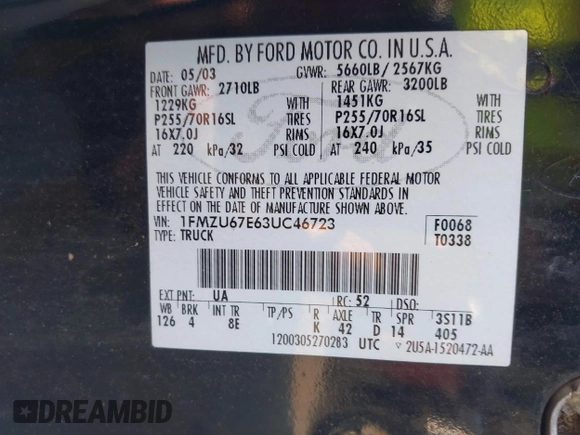 MFD. BY FORD MOTOR CO. IN U.S.A.
DATE: 05/03 GVWR: 5660LB / 2567KG
FRONT GAWR: 2710LB REAR GAWR: 3200LB
1229KG WITH 1451KG WITH
P255/70R16SL TIRES P255/70R16SL TIRES
16X7.0J RIMS 16X7.0J RIMS
AT 220 kPa/32 PSI COLD AT 240 kPa/35 PSI COLD
Ford
THIS VEHICLE CONFORMS TO ALL APPLICABLE FEDERAL MOTOR
VEHICLE SAFETY AND THEFT PREVENTION STANDARDS IN
EFFECT ON THE DATE OF MANUFACTURE SHOWN ABOVE.
VIN: 1FMZU67E63UC46723 F0068
TYPE: TRUCK T0338
EXT PNT: UA RC: 52 DSO:
WB BRK INT TR TP/PS R AXLE TR SPR 3S11B
126 4 8E K 42 D 14 405
1200305270283 UTC 2U5A-1520472-AA
DREAMBID